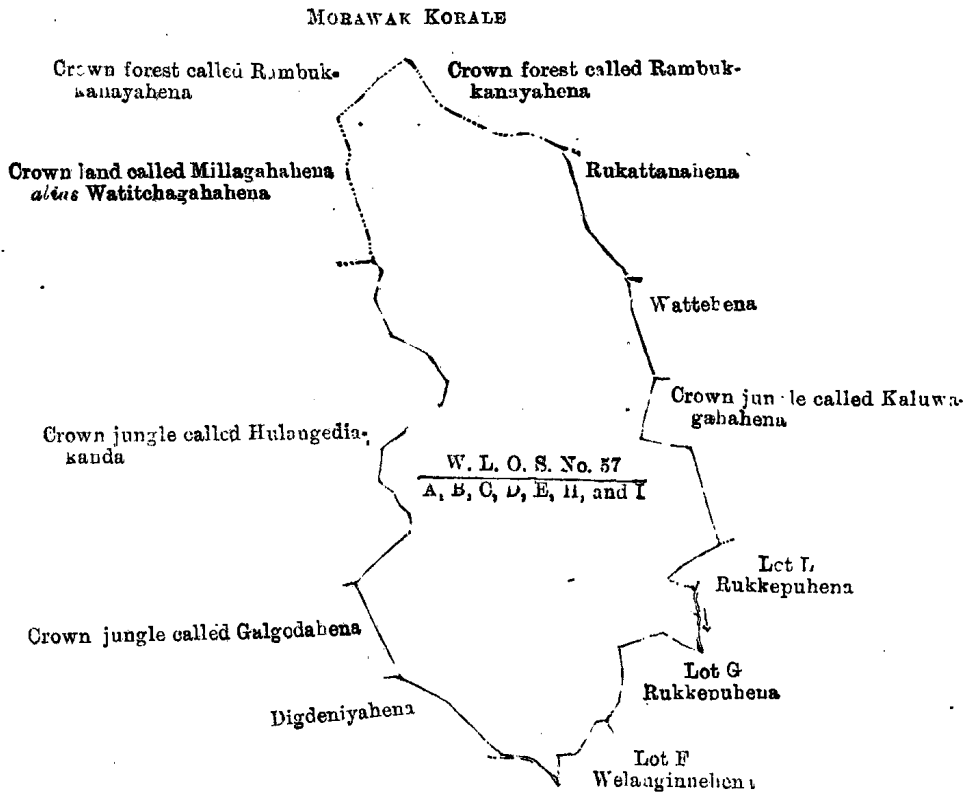 MORAWAK KORALE
Crown forest called Rambuk-
kanayahena
Crown forest called Rambuk-
kanayahena
Crown land called Millagahahena
alias Watitchagahahena
Rukattanahena
Wattehena
Crown jungle called Kaluwa-
gahahena
Crown jungle called Hulangedia-
kanda
W. L. O. S. No. 57
A, B, C, D, E, H, and I
Lot L
Rukkepuhena
Crown jungle called Galgodahena
Lot G
Rukkepuhena
Digdeniyahena
Lot F